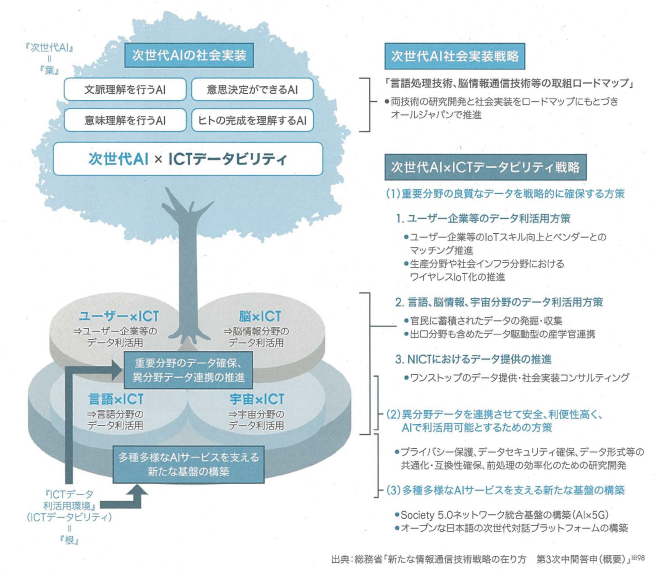 『次世代AI』
＝
『葉』
次世代AIの社会実装
文脈理解を行うAI
意思決定ができるAI
意味理解を行うAI
ヒトの完成を理解するAI
次世代AI × ICTデータビリティ
ユーザー×ICT
⇒ユーザー企業等の
データ利活用
脳×ICT
⇒脳情報分野の
データ利活用
重要分野のデータ確保、
異分野データ連携の推進
言語×ICT
⇒言語分野の
データ利活用
宇宙×ICT
⇒宇宙分野の
データ利活用
多種多様なAIサービスを支える
新たな基盤の構築
『ICTデータ
利活用環境』
(ICTデータビリティ)
＝
『根』
次世代AI社会実装戦略
「言語処理技術、脳情報通信技術等の取組ロードマップ」
●両技術の研究開発と社会実装をロードマップにもとづき
オールジャパンで推進
次世代AI×ICTデータビリティ戦略
(1)重要分野の良質なデータを戦略的に確保する方策
1. ユーザー企業等のデータ利活用方策
●ユーザー企業等のIoTスキル向上とベンダーとの
マッチング推進
●生産分野や社会インフラ分野における
ワイヤレスIoT化の推進
2. 言語、脳情報、宇宙分野のデータ利活用方策
●官民に蓄積されたデータの発掘・収集
●出口分野も含めたデータ駆動型の産学官連携
3. NICTにおけるデータ提供の推進
●ワンストップのデータ提供・社会実装コンサルティング
(2)異分野データを連携させて安全、利便性高く、
AIで利用可能とするための方策
●プライバシー保護、データセキュリティ確保、データ形式等の
共通化・互換性確保、前処理の効率化のための研究開発
(3)多種多様なAIサービスを支える新たな基盤の構築
●Society 5.0ネットワーク統合基盤の構築(AI×5G)
●オープンな日本語の次世代対話プラットフォームの構築
出典：総務省『新たな情報通信技術戦略の在り方　第3次中間答申(概要)』※98